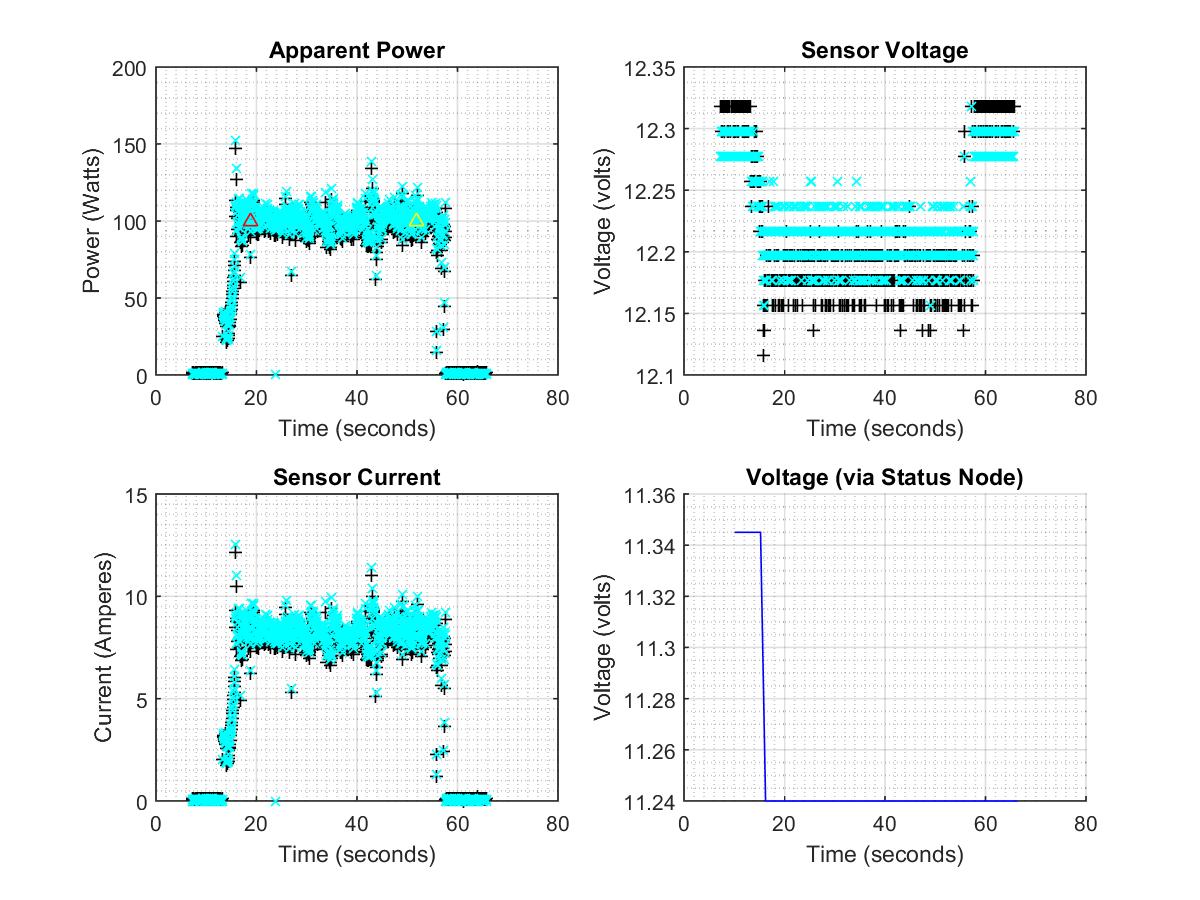 Apparent Power
200
150
100
50
0
Power (Watts)
0 20 40 60 80
Time (seconds)
Sensor Voltage
12.35
12.3
12.25
12.2
12.15
12.1
Voltage (volts)
0 20 40 60 80
Time (seconds)
Sensor Current
15
10
5
0
Current (Amperes)
0 20 40 60 80
Time (seconds)
Voltage (via Status Node)
11.36
11.34
11.32
11.3
11.28
11.26
11.24
Voltage (volts)
0 20 40 60 80
Time (seconds)